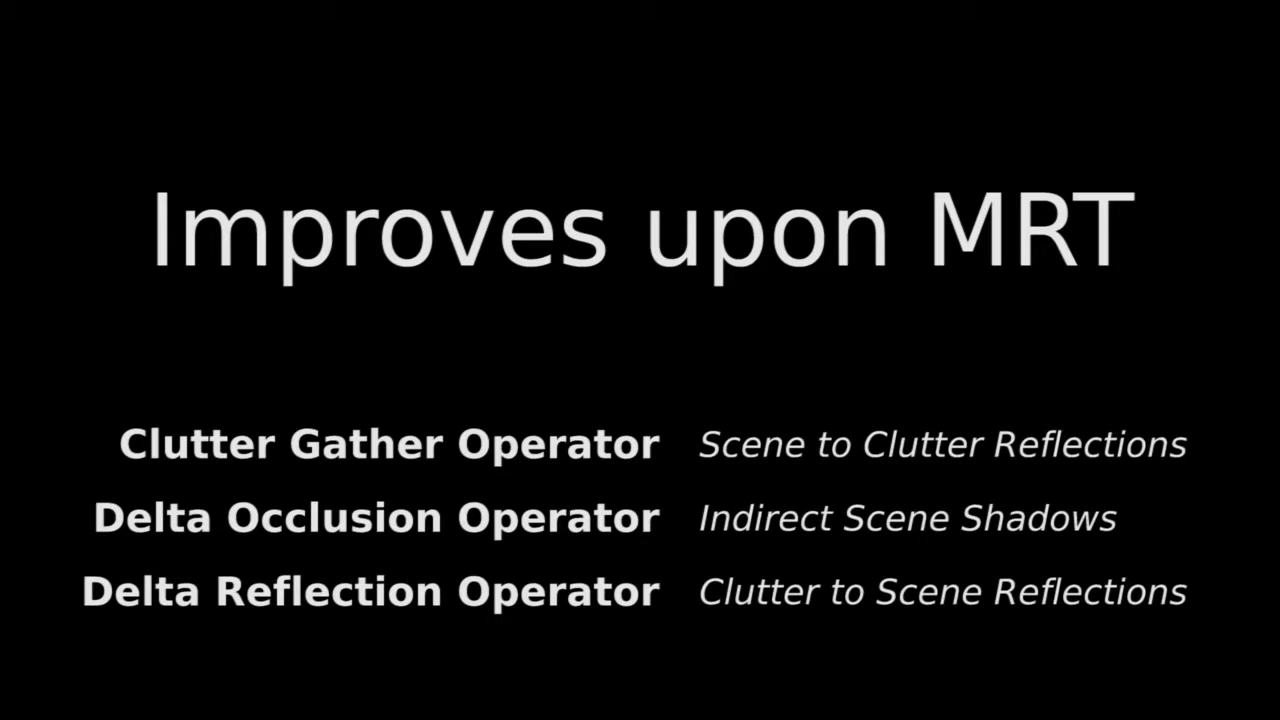 Improves upon MRT
Clutter Gather Operator Scene to Clutter Reflections
Delta Occlusion Operator Indirect Scene Shadows
Delta Reflection Operator Clutter to Scene Reflections